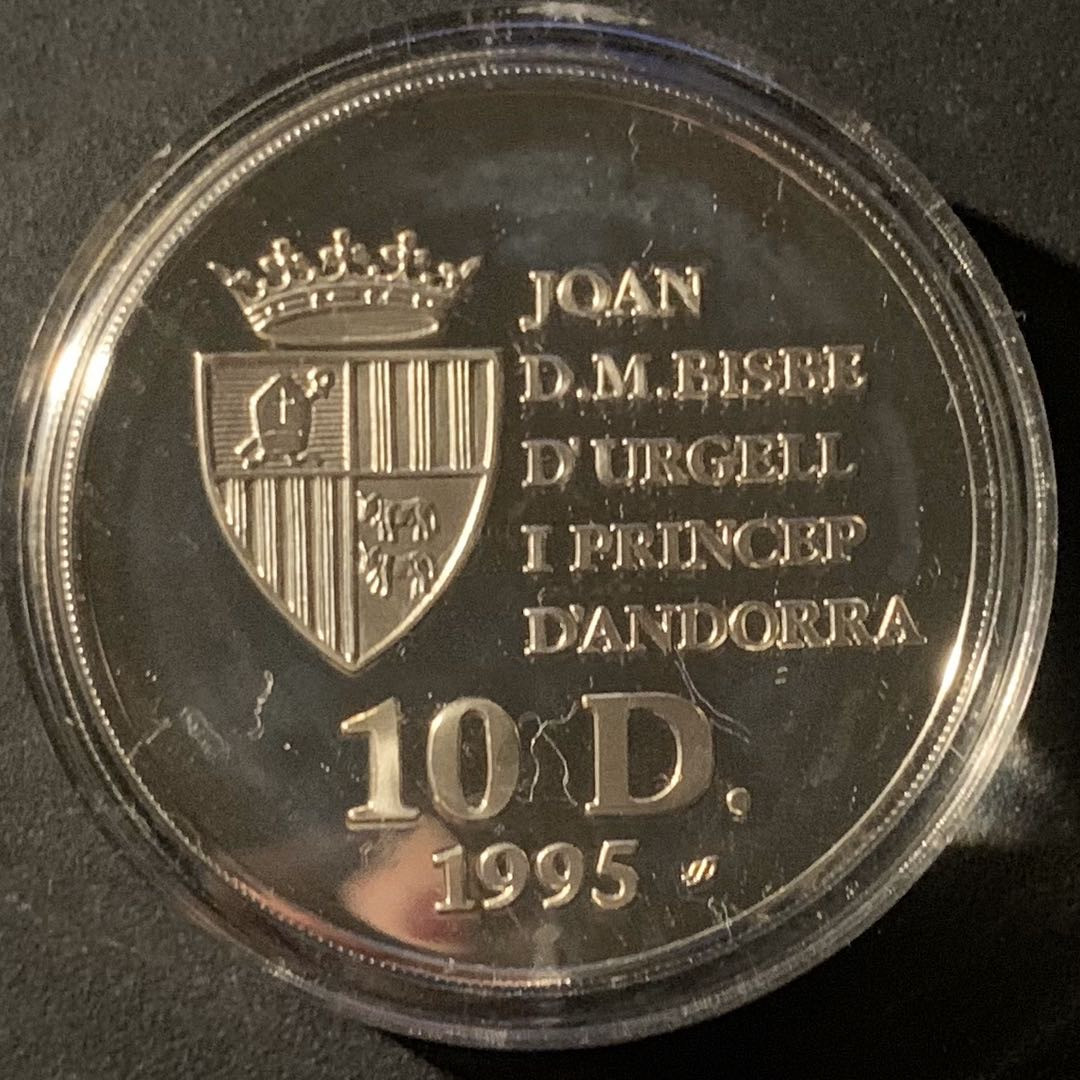 JOAN
D.M.BISBE
D'URGELL
I PRINCEP
D'ANDORRA
10 D.
1995